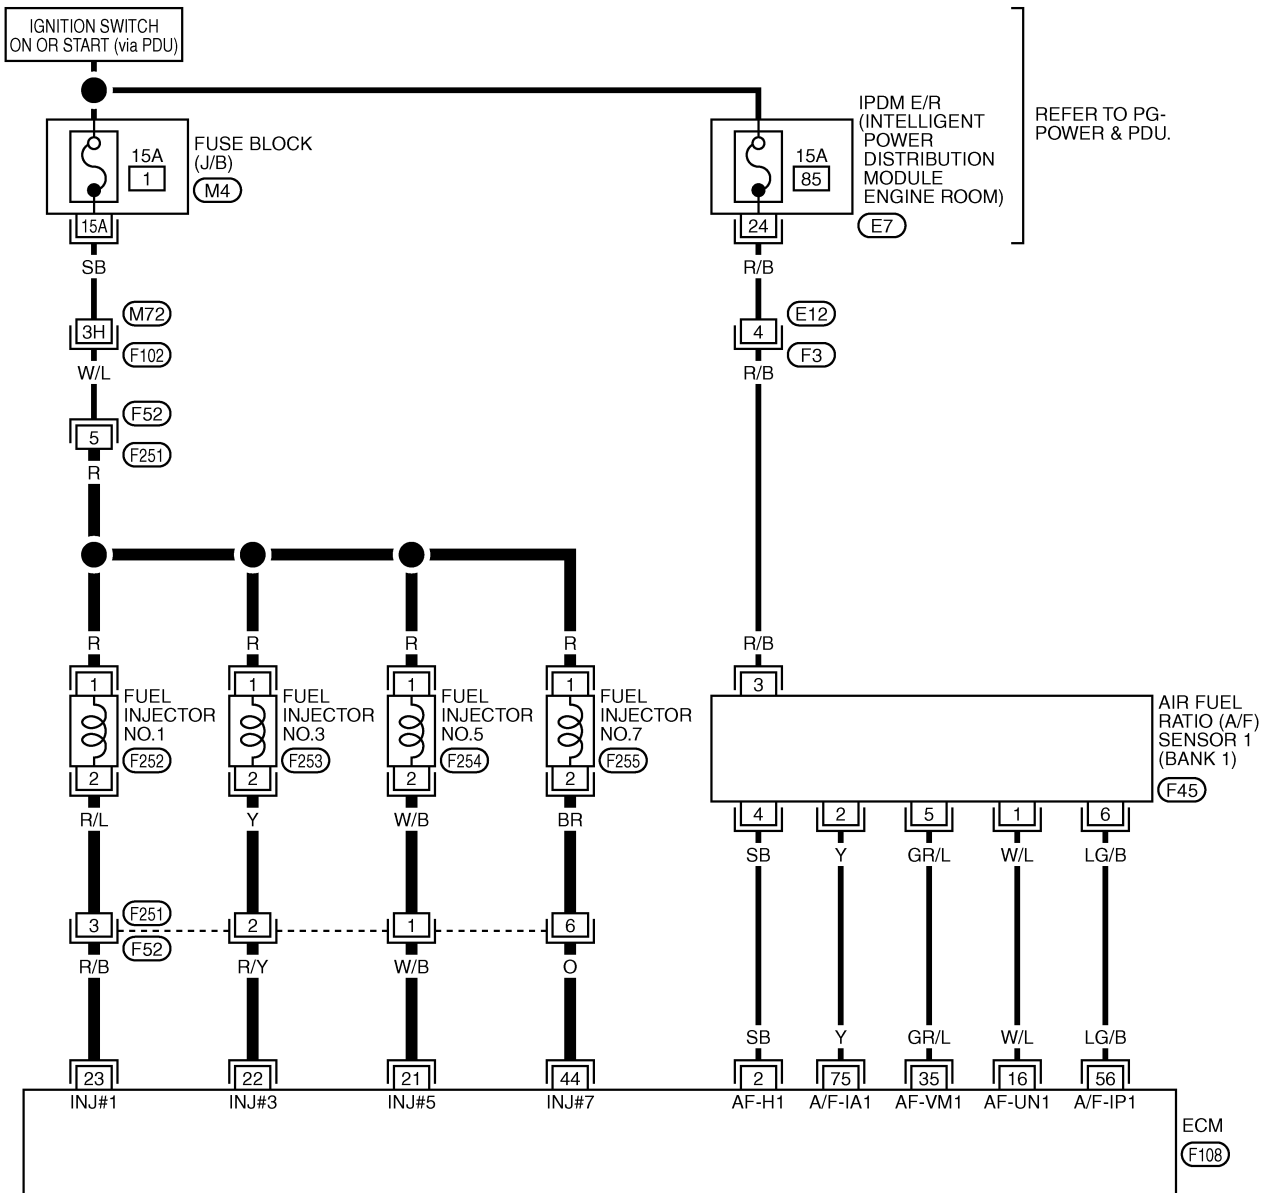 IGNITION SWITCH
ON OR START (via PDU)
FUSE BLOCK
(J/B)
M4
15A
1
15A
SB
3H
M72
F102
W/L
F52
5
F251
R
IPDM E/R
(INTELLIGENT
POWER
DISTRIBUTION
MODULE
ENGINE ROOM)
E7
15A
85
24
R/B
REFER TO PG-
POWER & PDU.
E12
4
F3
R/B
R/B
3
R
R
R
R
1
FUEL
INJECTOR
NO.1
F252
2
1
FUEL
INJECTOR
NO.3
F253
2
1
FUEL
INJECTOR
NO.5
F254
2
1
FUEL
INJECTOR
NO.7
F255
2
AIR FUEL
RATIO (A/F)
SENSOR 1
(BANK 1)
F45
R/L
Y
W/B
BR
4
2
5
1
6
SB
Y
GR/L
W/L
LG/B
3
F251
F52
2
1
6
R/B
R/Y
W/B
O
SB
Y
GR/L
W/L
LG/B
23
22
21
44
2
75
35
16
56
INJ#1
INJ#3
INJ#5
INJ#7
AF-H1
A/F-IA1
AF-VM1
AF-UN1
A/F-IP1
ECM
F108